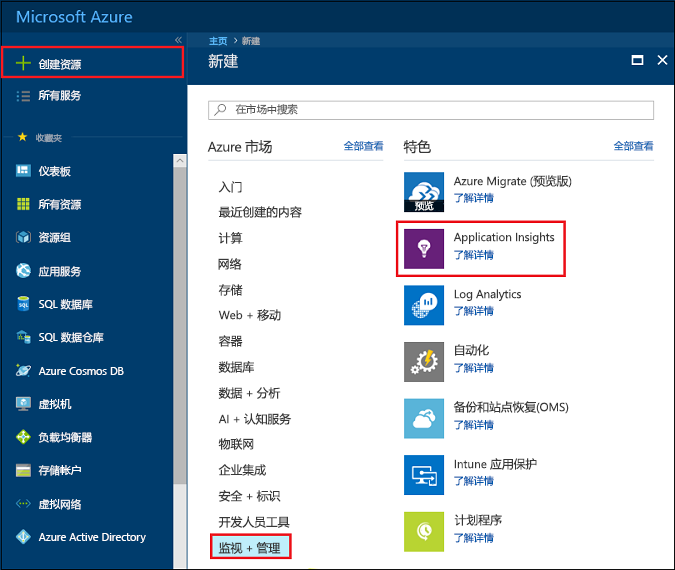 Microsoft Azure
«
创建资源
所有服务
收藏夹
仪表板
所有资源
资源组
应用服务
SQL 数据库
SQL 数据仓库
Azure Cosmos DB
虚拟机
负载均衡器
存储帐户
虚拟网络
Azure Active Directory
主页 > 新建
新建
在市场中搜索
Azure 市场 全部查看
入门
最近创建的内容
计算
网络
存储
Web + 移动
容器
数据库
数据 + 分析
AI + 认知服务
物联网
企业集成
安全 + 标识
开发人员工具
监视 + 管理
特色 全部查看
预览
Azure Migrate (预览版)
了解详情
Application Insights
了解详情
Log Analytics
了解详情
自动化
了解详情
备份和站点恢复(OMS)
了解详情
Intune 应用保护
了解详情
计划程序
了解详情